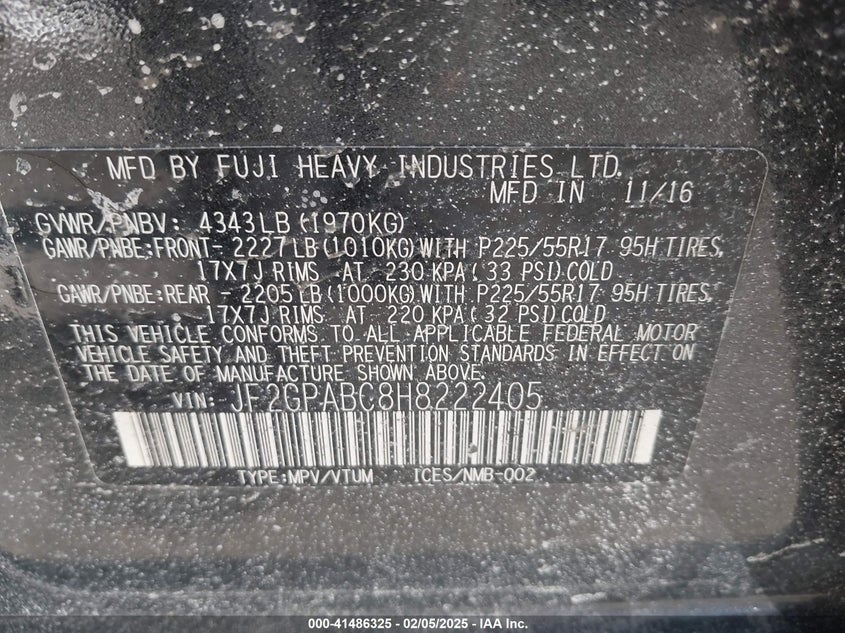 MFD BY FUJI HEAVY INDUSTRIES LTD.
MFD IN 11/16
GVWR/PNBV: 4343LB (1970KG)
GAWR/PNBE:FRONT- 2227LB(1010KG)WITH P225/55R17 95H TIRES,
17X7J RIMS AT 230 KPA( 33 PSI)COLD
GAWR/PNBE:REAR - 2205LB(1000KG)WITH P225/55R17 95H TIRES,
17X7J RIMS AT 220 KPA( 32 PSI)COLD
THIS VEHICLE CONFORMS TO ALL APPLICABLE FEDERAL MOTOR
VEHICLE SAFETY AND THEFT PREVENTION STANDARDS IN EFFECT ON
THE DATE OF MANUFACTURE SHOWN ABOVE.
VIN: JF2GPABC8H8222405
TYPE:MPV/VTUM ICES/NMB-002
000-41486325 - 02/05/2025 - IAA Inc.